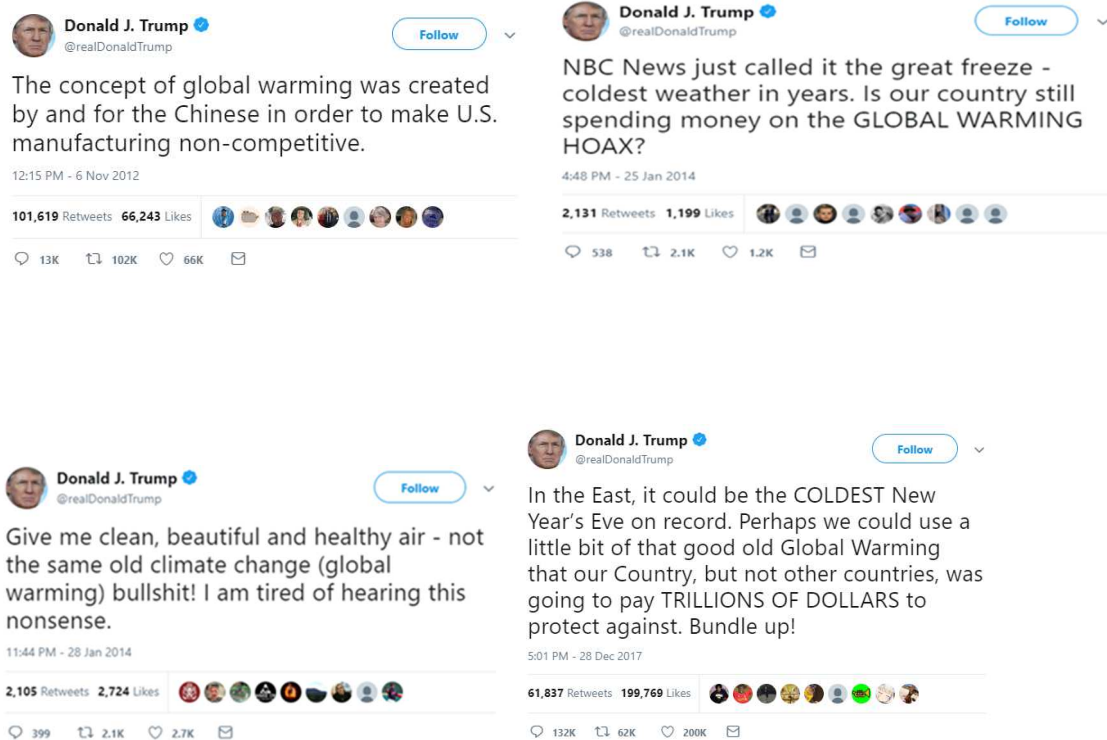 Donald J. Trump
Follow
@realDonaldTrump
The concept of global warming was created
by and for the Chinese in order to make U.S.
manufacturing non-competitive.
12:15 PM - 6 Nov 2012
101,619 Retweets 66,243 Likes
13K 102K 66K
Donald J. Trump
Follow
@realDonaldTrump
NBC News just called it the great freeze -
coldest weather in years. Is our country still
spending money on the GLOBAL WARMING
HOAX?
4:48 PM - 25 Jan 2014
2,131 Retweets 1,199 Likes
538 2.1K 1.2K
Donald J. Trump
Follow
@realDonaldTrump
Give me clean, beautiful and healthy air - not
the same old climate change (global
warming) bullshit! I am tired of hearing this
nonsense.
11:44 PM - 28 Jan 2014
2,105 Retweets 2,724 Likes
399 2.1K 2.7K
Donald J. Trump
Follow
@realDonaldTrump
In the East, it could be the COLDEST New
Year’s Eve on record. Perhaps we could use a
little bit of that good old Global Warming
that our Country, but not other countries, was
going to pay TRILLIONS OF DOLLARS to
protect against. Bundle up!
5:01 PM - 28 Dec 2017
61,837 Retweets 199,769 Likes
132K 62K 200K